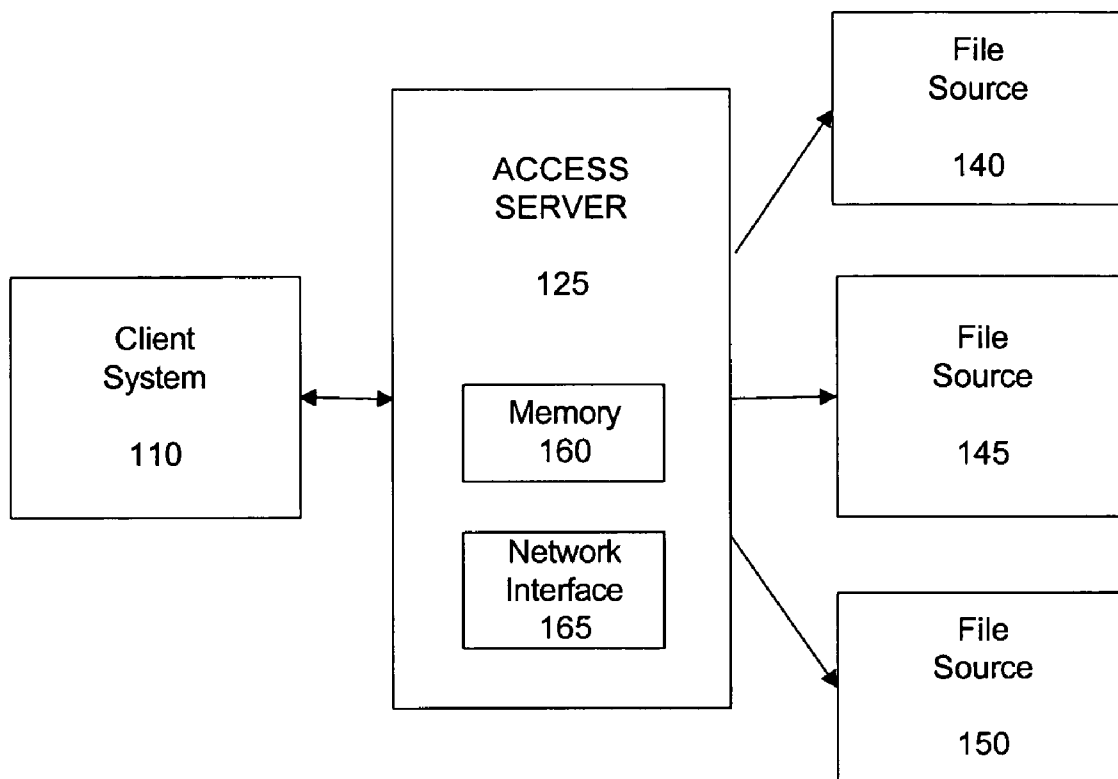 Client
System
110
ACCESS
SERVER
125
Memory
160
Network
Interface
165
File
Source
140
File
Source
145
File
Source
150